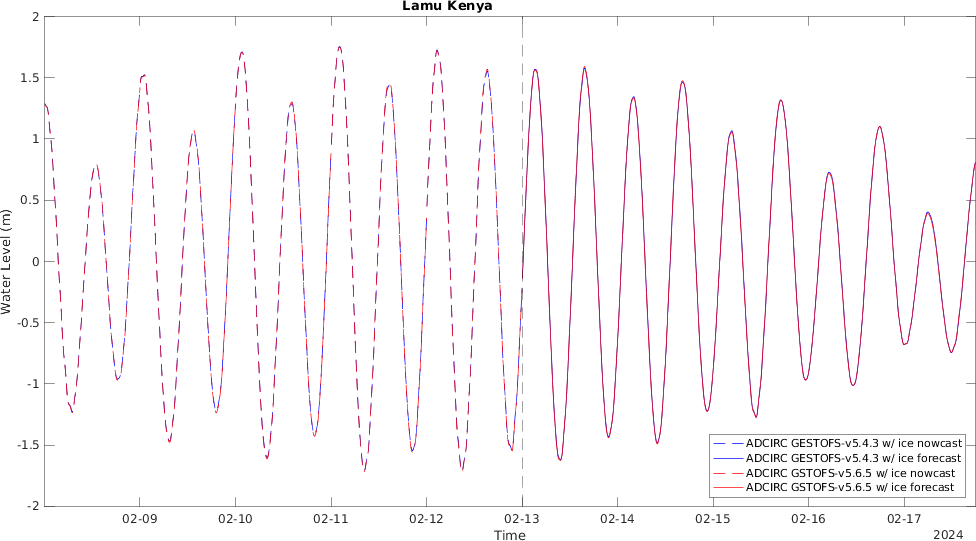 Lamu Kenya
2
1.5
1
0.5
0
-0.5
-1
-1.5
-2
Water Level (m)
ADCIRC GESTOFS-v5.4.3 w/ ice nowcast
ADCIRC GESTOFS-v5.4.3 w/ ice forecast
ADCIRC GSTOFS-v5.6.5 w/ ice nowcast
ADCIRC GSTOFS-v5.6.5 w/ ice forecast
02-09 02-10 02-11 02-12 02-13 02-14 02-15 02-16 02-17
Time
2024